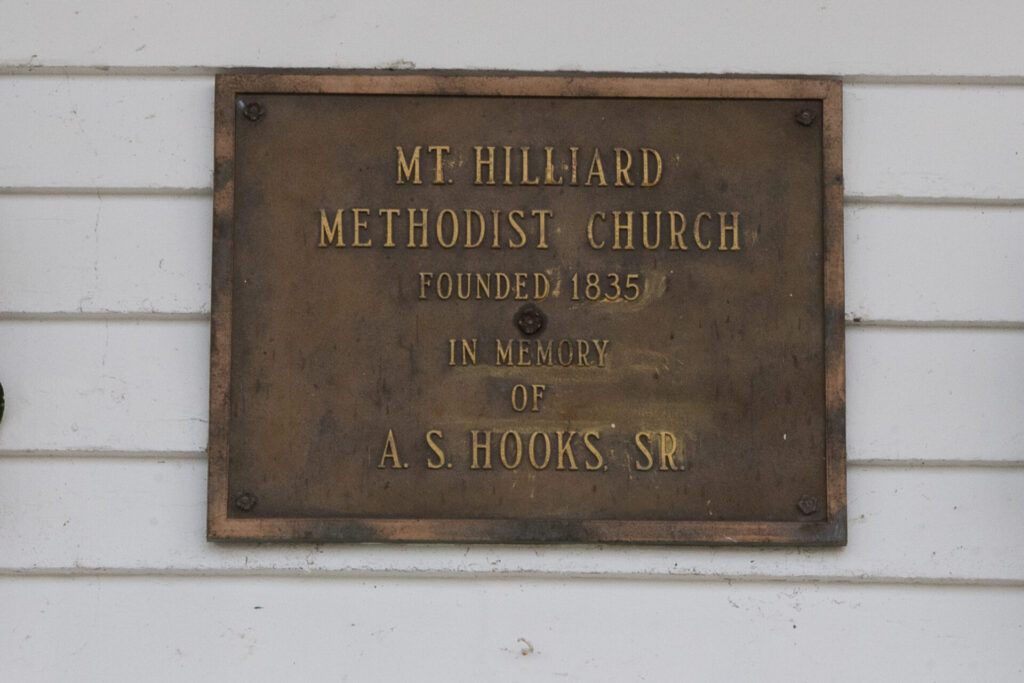 MT. HILLIARD
METHODIST CHURCH
FOUNDED 1835
IN MEMORY
OF
A. S. HOOKS, SR.